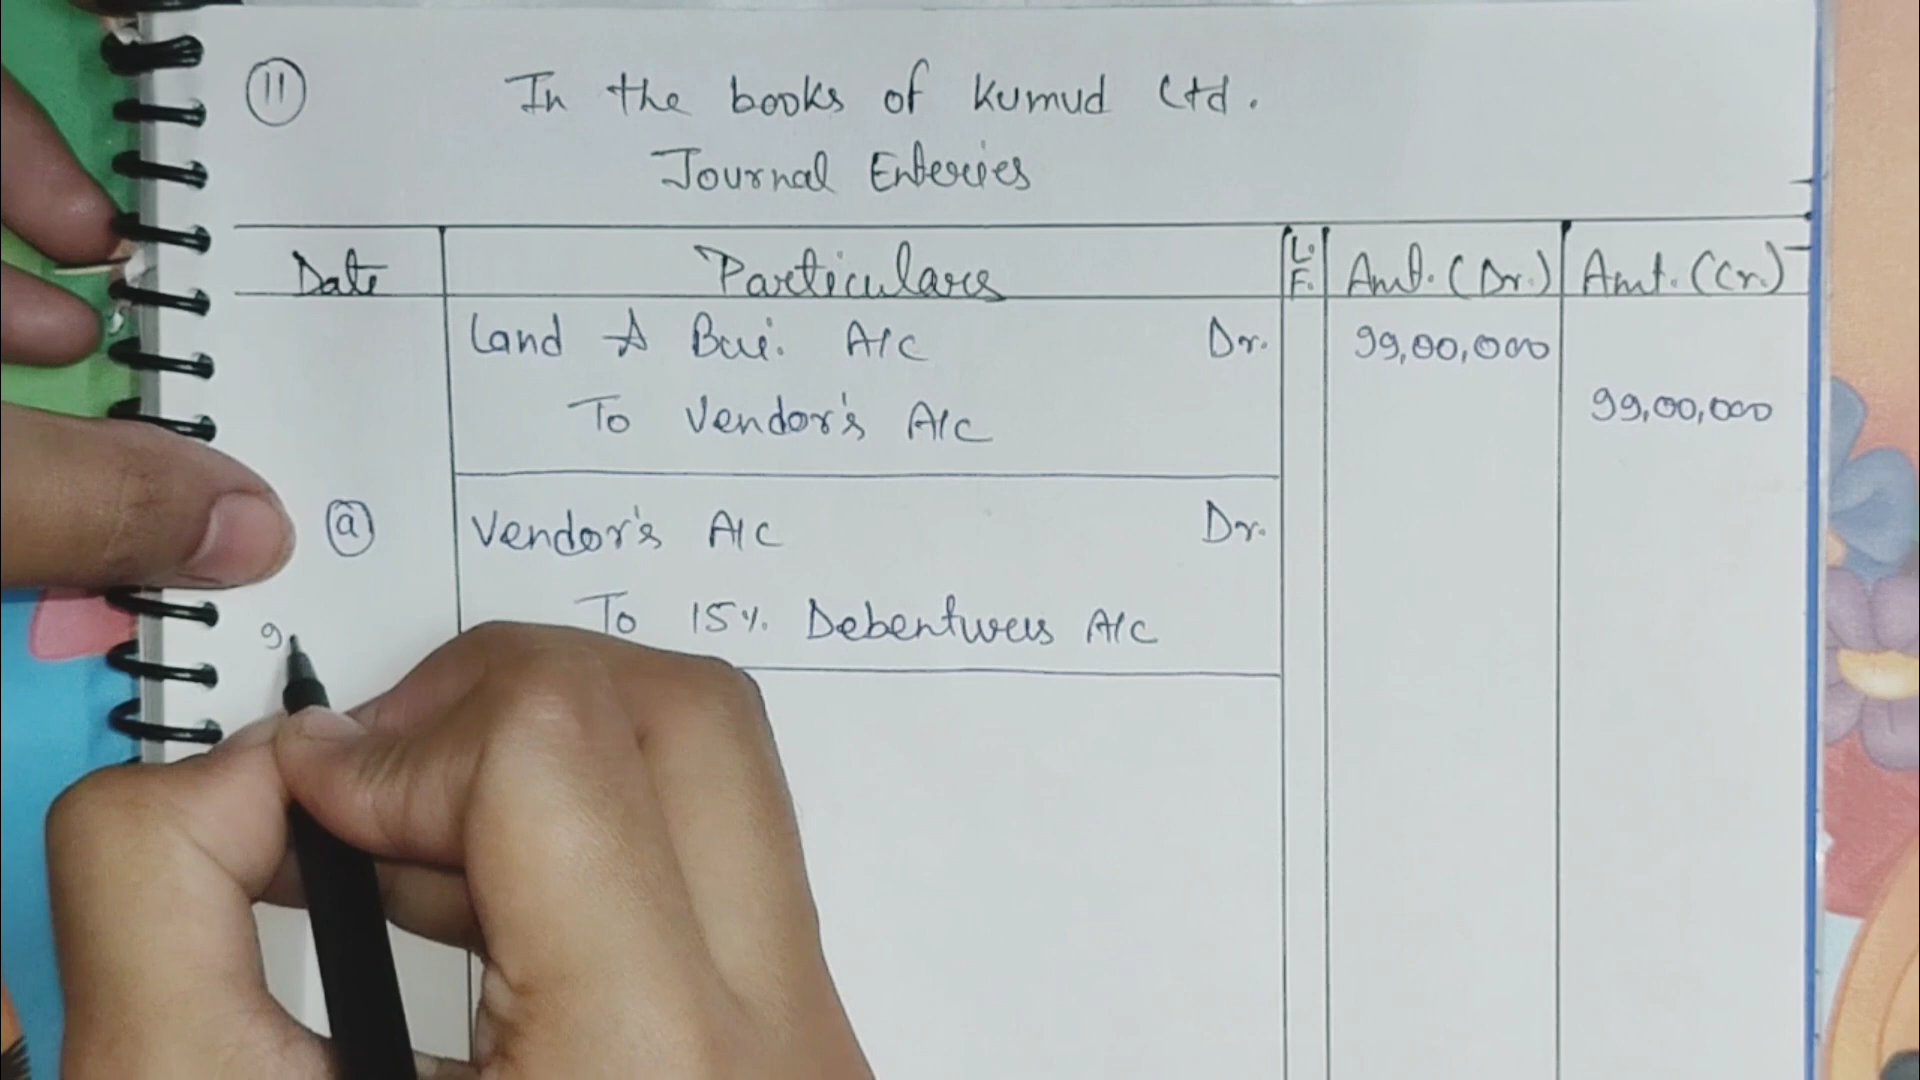 11 In the books of Kumud Ltd.
Journal Enteries
Date Particulars L.F. Amt. (Dr.) Amt. (Cr.)
Land & Bui. A/C Dr. 99,00,000
To Vendor's A/C 99,00,000
a Vendor's A/C Dr.
To 15% Debentures A/C
9